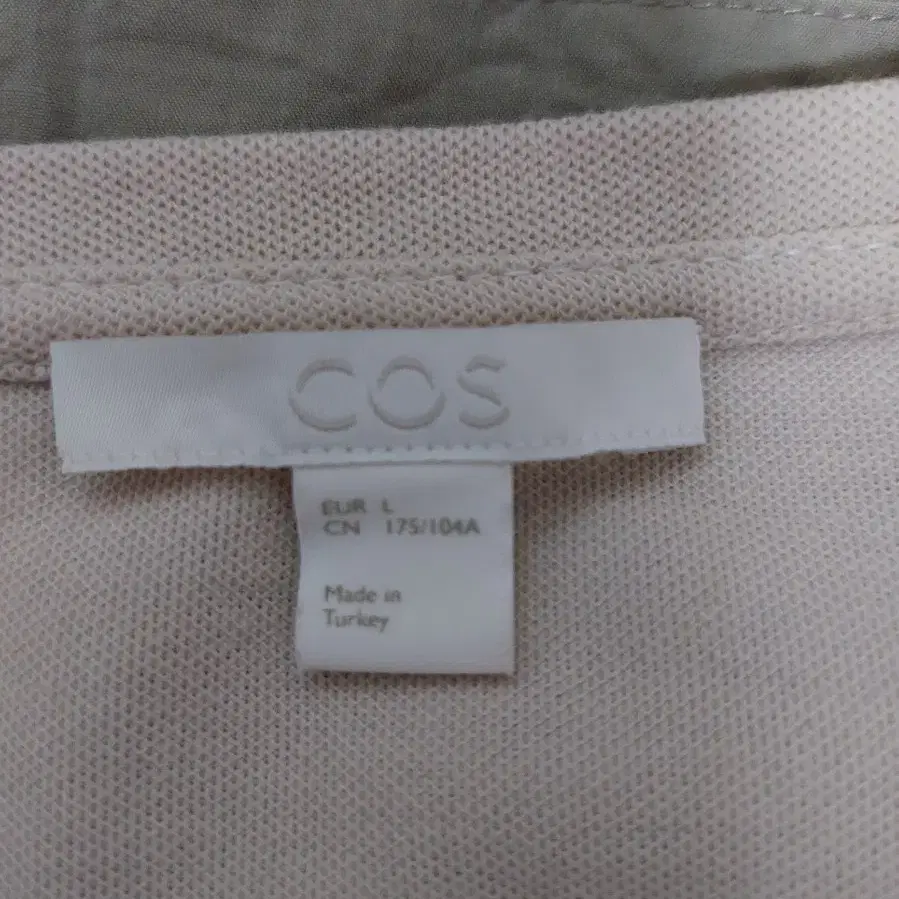 COS
EUR L
CN 175/104A
Made in
Turkey